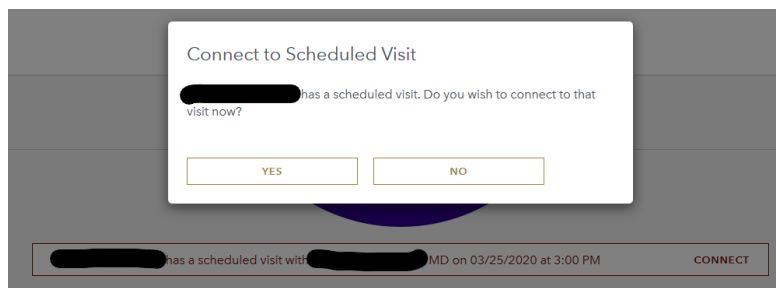 Connect to Scheduled Visit
has a scheduled visit. Do you wish to connect to that
visit now?
YES
NO
has a scheduled visit with MD on 03/25/2020 at 3:00 PM
CONNECT